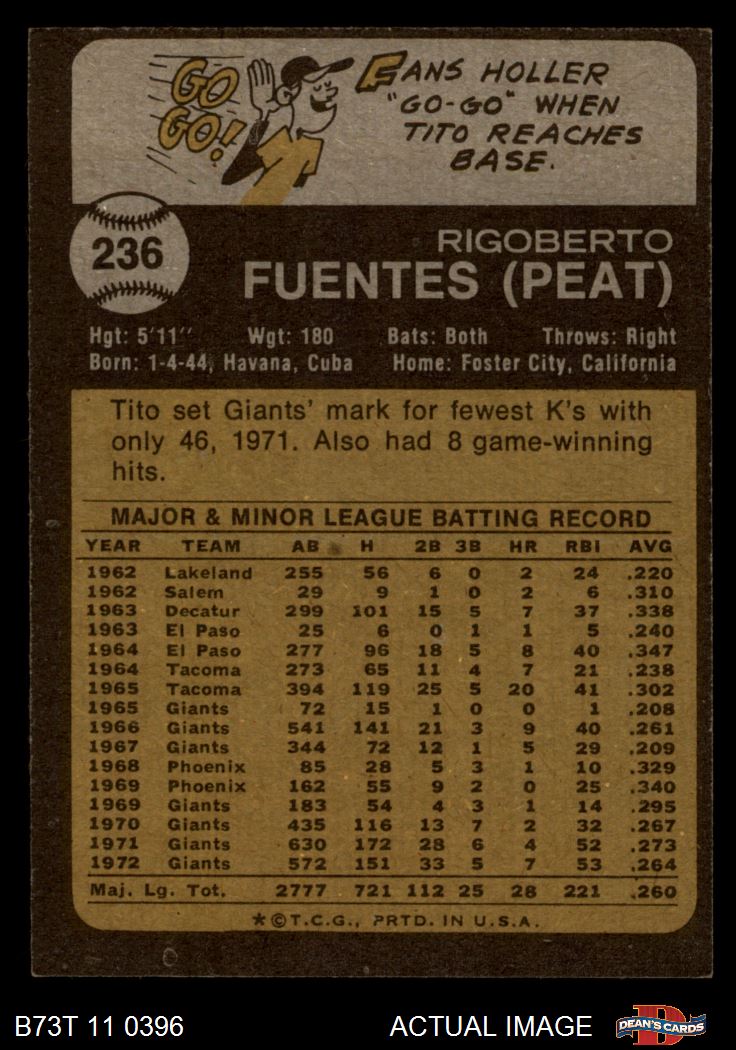 GO
GO!
FANS HOLLER
"GO-GO" WHEN
TITO REACHES
BASE.
236
RIGOBERTO
FUENTES (PEAT)
Hgt: 5'11" Wgt: 180 Bats: Both Throws: Right
Born: 1-4-44, Havana, Cuba Home: Foster City, California
Tito set Giants' mark for fewest K's with
only 46, 1971. Also had 8 game-winning
hits.
MAJOR & MINOR LEAGUE BATTING RECORD
YEAR TEAM AB H 2B 3B HR RBI AVG
1962 Lakeland 255 56 6 0 2 24 .220
1962 Salem 29 9 1 0 2 6 .310
1963 Decatur 299 101 15 5 7 37 .338
1963 El Paso 25 6 0 1 1 5 .240
1964 El Paso 277 96 18 5 8 40 .347
1964 Tacoma 273 65 11 4 7 21 .238
1965 Tacoma 394 119 25 5 20 41 .302
1965 Giants 72 15 1 0 0 1 .208
1966 Giants 541 141 21 3 9 40 .261
1967 Giants 344 72 12 1 5 29 .209
1968 Phoenix 85 28 5 3 1 10 .329
1969 Phoenix 162 55 9 2 0 25 .340
1969 Giants 183 54 4 3 1 14 .295
1970 Giants 435 116 13 7 2 32 .267
1971 Giants 630 172 28 6 4 52 .273
1972 Giants 572 151 33 5 7 53 .264
Maj. Lg. Tot. 2777 721 112 25 28 221 .260
*©T.C.G., PRTD. IN U.S.A.
B73T 11 0396 ACTUAL IMAGE D DEAN'S CARDS